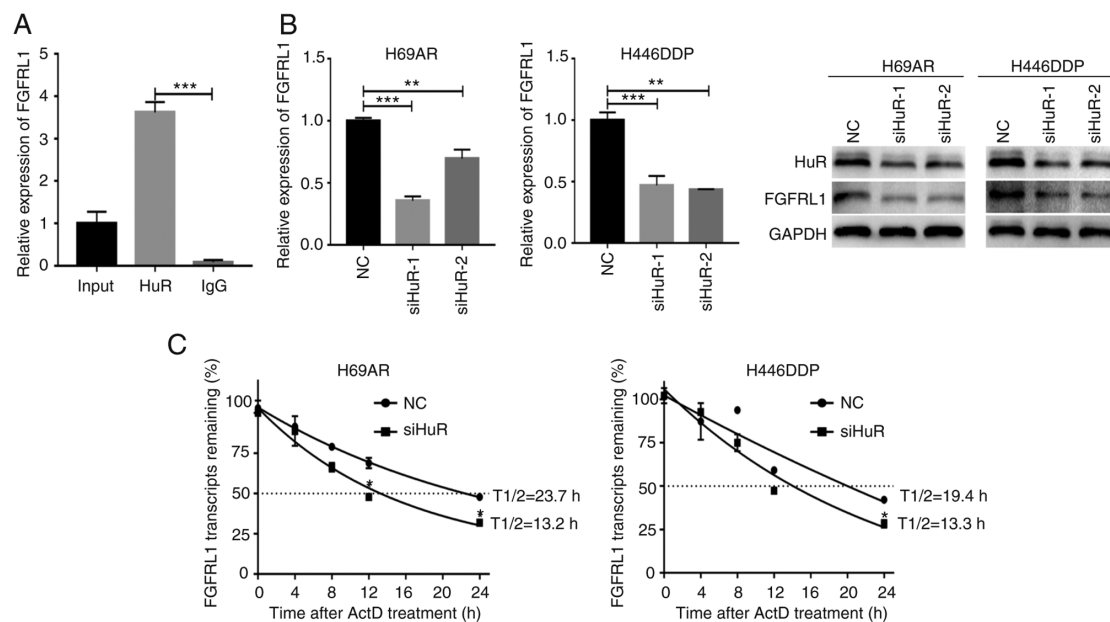 A
Relative expression of FGFRL1
5
4
3
2
1
0
***
Input
HuR
IgG
B
H69AR
Relative expression of FGFRL1
1.5
1.0
0.5
0.0
**
***
NC
siHuR-1
siHuR-2
H446DDP
Relative expression of FGFRL1
1.5
1.0
0.5
0.0
**
***
NC
siHuR-1
siHuR-2
H69AR
H446DDP
NC
siHuR-1
siHuR-2
NC
siHuR-1
siHuR-2
HuR
FGFRL1
GAPDH
C
H69AR
FGFRL1 transcripts remaining (%)
100
75
50
25
0
NC
siHuR
*
*
T1/2=23.7 h
T1/2=13.2 h
0 4 8 12 16 20 24
Time after ActD treatment (h)
H446DDP
FGFRL1 transcripts remaining (%)
100
75
50
25
0
NC
siHuR
*
T1/2=19.4 h
T1/2=13.3 h
0 4 8 12 16 20 24
Time after ActD treatment (h)